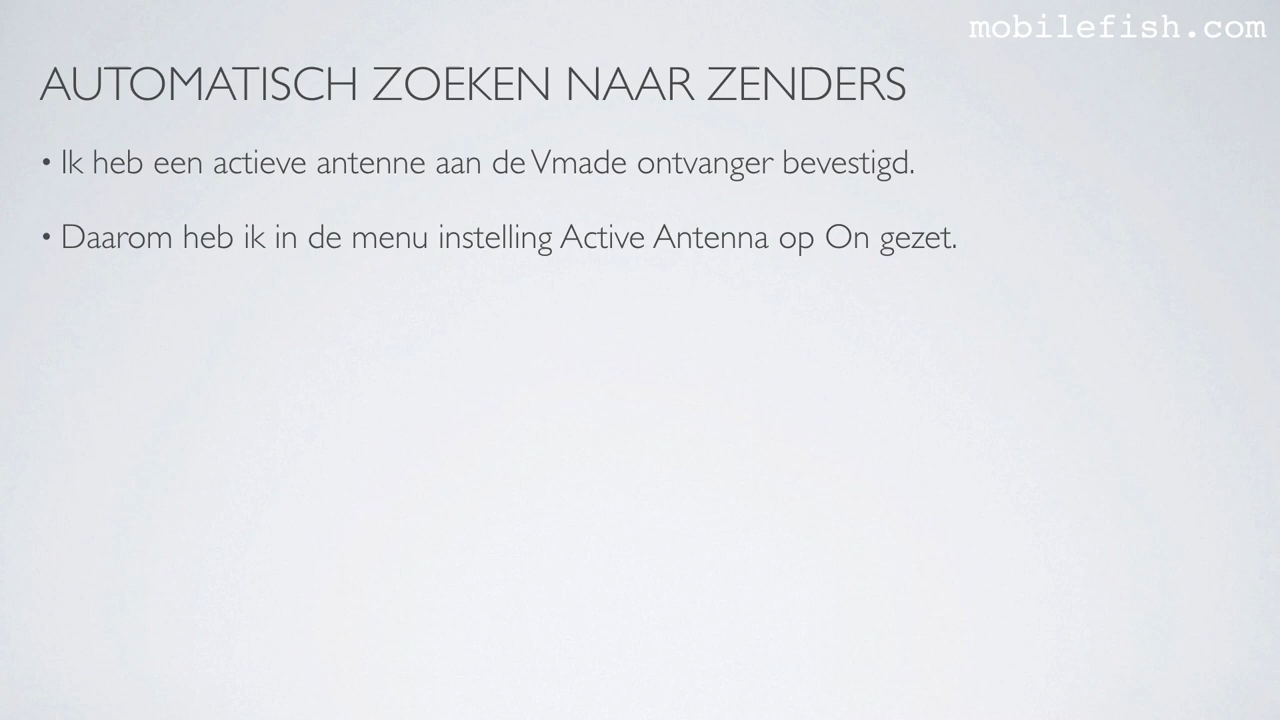 mobilefish.com
AUTOMATISCH ZOEKEN NAAR ZENDERS
• Ik heb een actieve antenne aan de Vmade ontvanger bevestigd.
• Daarom heb ik in de menu instelling Active Antenna op On gezet.